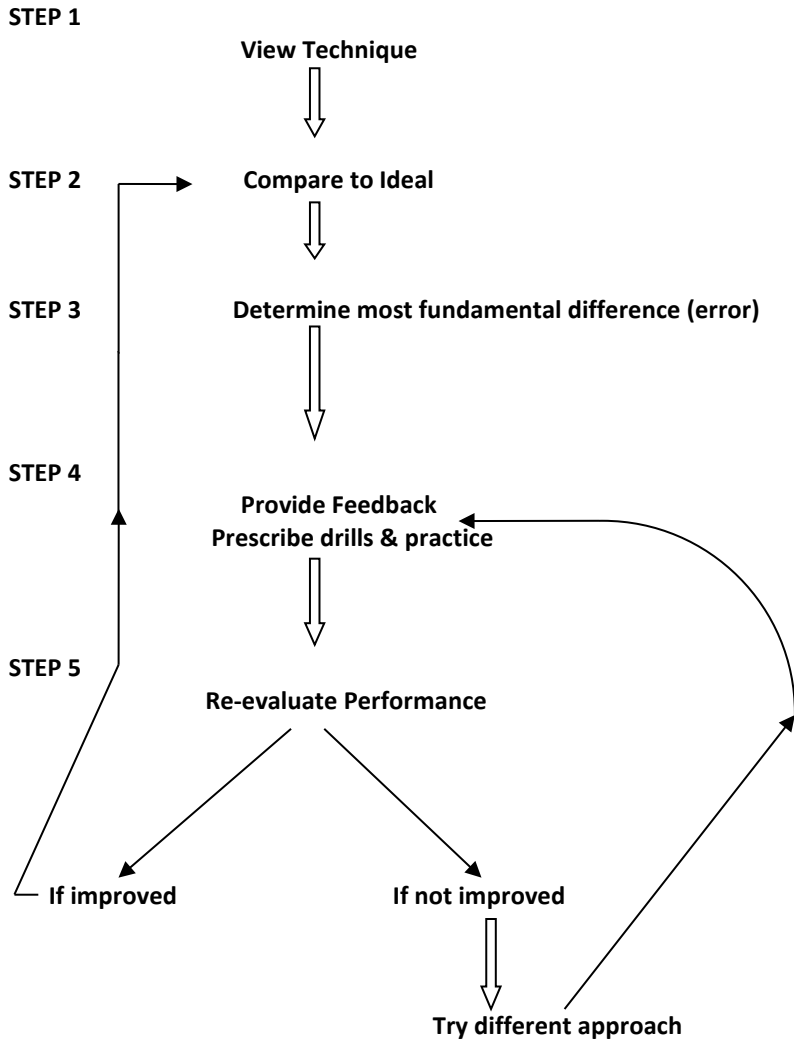 STEP 1
View Technique
STEP 2
Compare to Ideal
STEP 3
Determine most fundamental difference (error)
STEP 4
Provide Feedback
Prescribe drills & practice
STEP 5
Re-evaluate Performance
If improved
If not improved
Try different approach